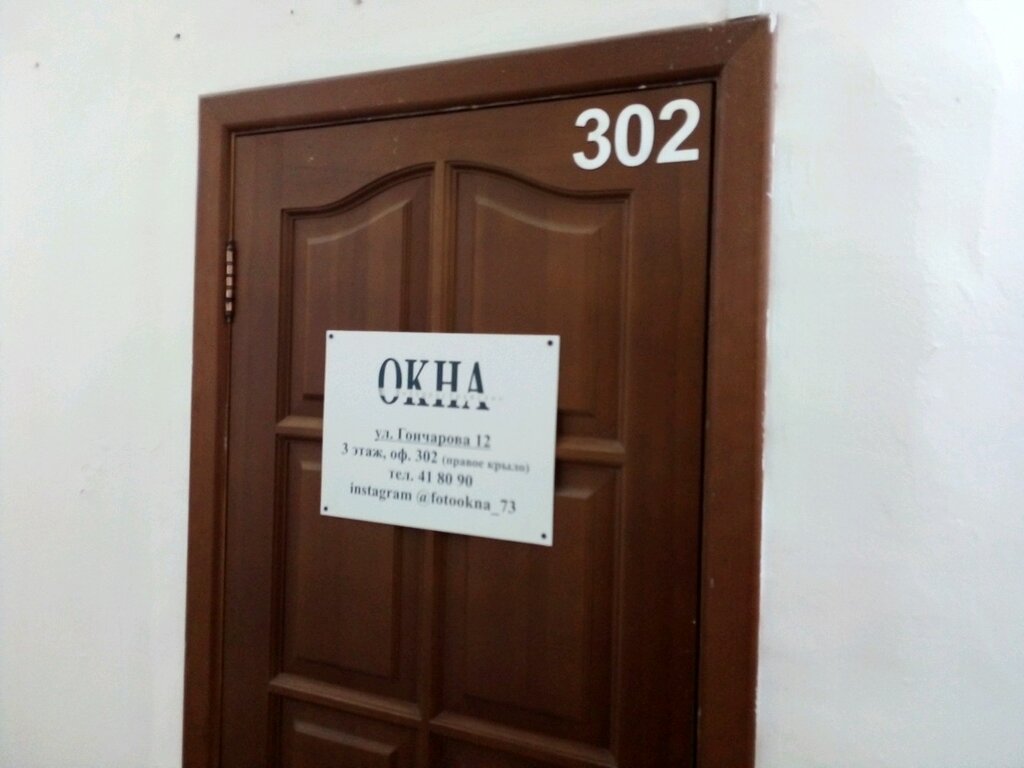 302
ОКНА
ул. Гончарова 12
3 этаж, оф. 302 (правое крыло)
тел. 41 80 90
instagram @fotookna_73